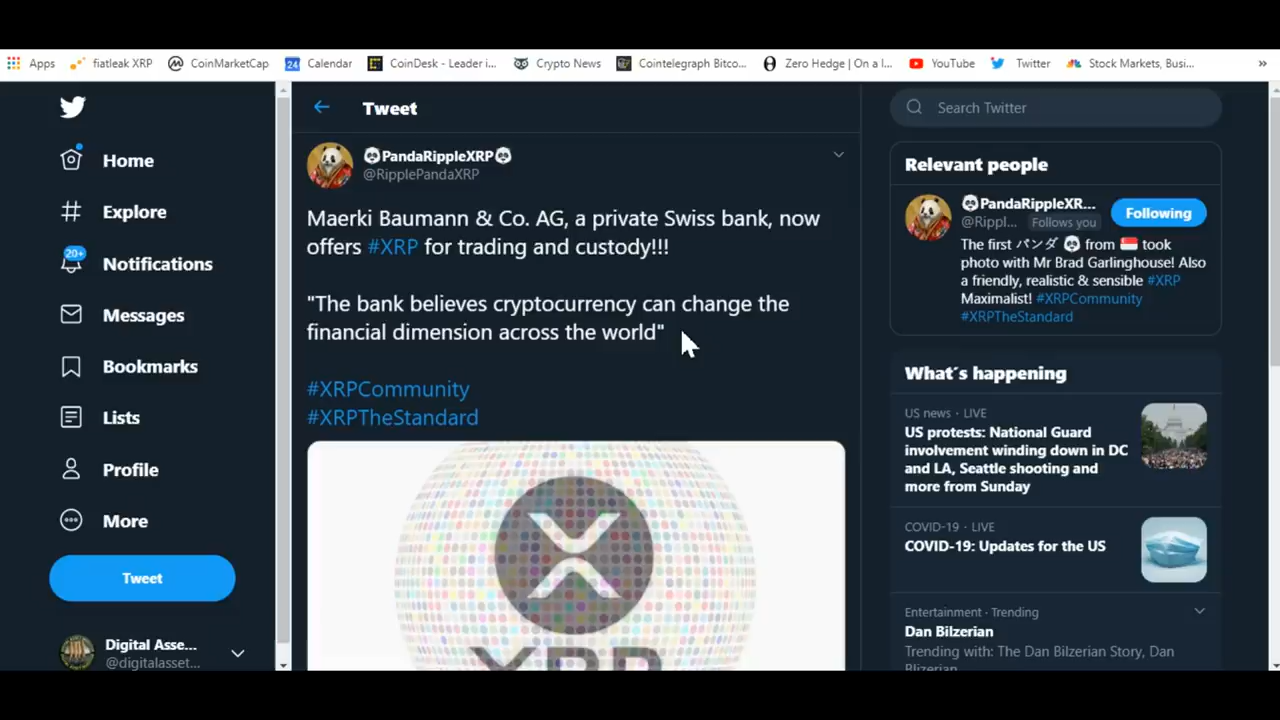 Apps
fiatleak XRP
CoinMarketCap
24
Calendar
CoinDesk - Leader i...
Crypto News
Cointelegraph Bitco...
Zero Hedge | On a l...
YouTube
Twitter
Stock Markets, Busi...
»
Home
Explore
20+
Notifications
Messages
Bookmarks
Lists
Profile
More
Tweet
Digital Asse...
@digitalasset...
Tweet
🐼PandaRippleXRP🐼
@RipplePandaXRP
Maerki Baumann & Co. AG, a private Swiss bank, now
offers #XRP for trading and custody!!!
"The bank believes cryptocurrency can change the
financial dimension across the world"
#XRPCommunity
#XRPTheStandard
XRP
Search Twitter
Relevant people
🐼PandaRippleXR...
@Rippl... Follows you
Following
The first パンダ 🐼 from 🇸🇬 took
photo with Mr Brad Garlinghouse! Also
a friendly, realistic & sensible #XRP
Maximalist! #XRPCommunity
#XRPTheStandard
What's happening
US news · LIVE
US protests: National Guard
involvement winding down in DC
and LA, Seattle shooting and
more from Sunday
COVID-19 · LIVE
COVID-19: Updates for the US
Entertainment · Trending
Dan Bilzerian
Trending with: The Dan Bilzerian Story, Dan
Bilzerian